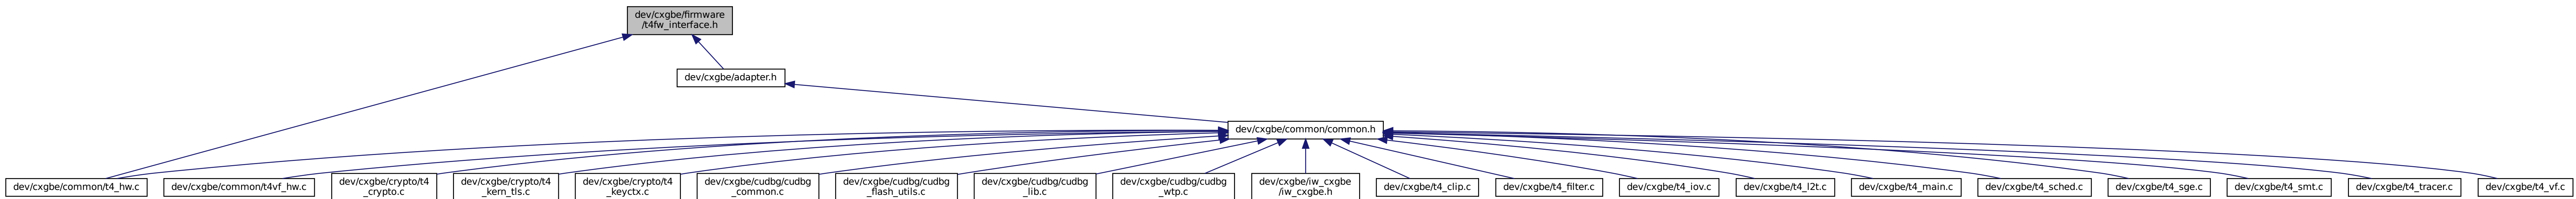 dev/cxgbe/firmware
/t4fw_interface.h
dev/cxgbe/adapter.h
dev/cxgbe/common/common.h
dev/cxgbe/common/t4_hw.c
dev/cxgbe/common/t4vf_hw.c
dev/cxgbe/crypto/t4
_crypto.c
dev/cxgbe/crypto/t4
_kern_tls.c
dev/cxgbe/crypto/t4
_keyctx.c
dev/cxgbe/cudbg/cudbg
_common.c
dev/cxgbe/cudbg/cudbg
_flash_utils.c
dev/cxgbe/cudbg/cudbg
_lib.c
dev/cxgbe/cudbg/cudbg
_wtp.c
dev/cxgbe/iw_cxgbe
/iw_cxgbe.h
dev/cxgbe/t4_clip.c
dev/cxgbe/t4_filter.c
dev/cxgbe/t4_iov.c
dev/cxgbe/t4_l2t.c
dev/cxgbe/t4_main.c
dev/cxgbe/t4_sched.c
dev/cxgbe/t4_sge.c
dev/cxgbe/t4_smt.c
dev/cxgbe/t4_tracer.c
dev/cxgbe/t4_vf.c